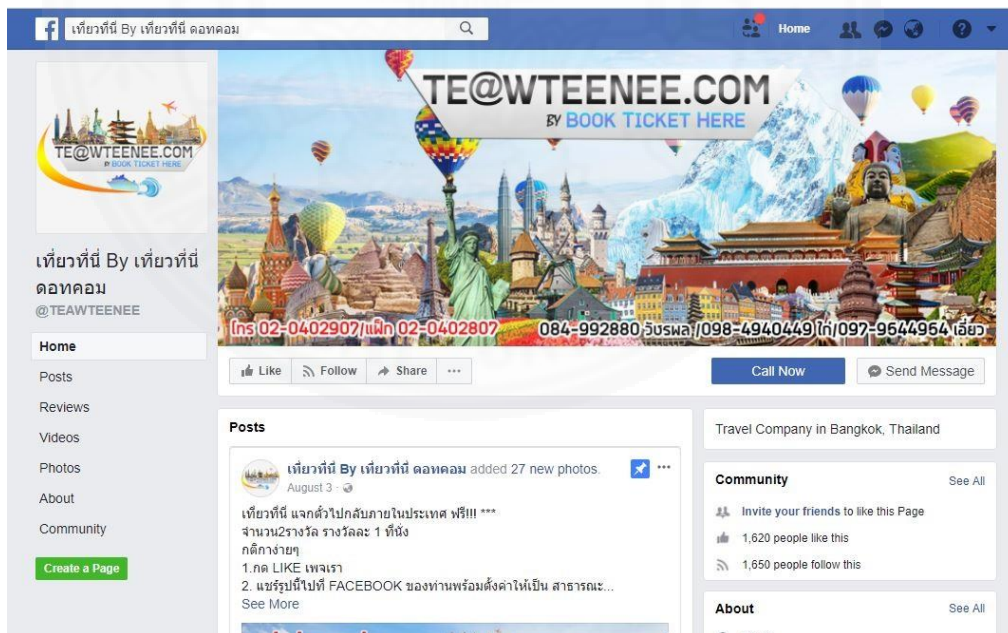 เที่ยวที่นี่ By เที่ยวที่นี่ ดอทคอม
Home
TE@WTEENEE.COM
BY BOOK TICKET HERE
TE@WTEENEE.COM
BY BOOK TICKET HERE
โทร 02-0402907/แฟ็ก 02-0402807
084-992880 วัชรพล /098-4940449 ไก่/097-9644964 เอี่ยว
เที่ยวที่นี่ By เที่ยวที่นี่
ดอทคอม
@TEAWTEENEE
Home
Posts
Reviews
Videos
Photos
About
Community
Create a Page
Like
Follow
Share
Call Now
Send Message
Posts
เที่ยวที่นี่ By เที่ยวที่นี่ ดอทคอม added 27 new photos.
August 3
เที่ยวที่นี่ แจกตั๋วไปกลับภายในประเทศ ฟรี!!! ***
จำนวน2รางวัล รางวัลละ 1 ที่นั่ง
กติกาง่ายๆ
1.กด LIKE เพจเรา
2. แชร์รูปนี้ไปที่ FACEBOOK ของท่านพร้อมตั้งค่าให้เป็น สาธารณะ...
See More
Travel Company in Bangkok, Thailand
Community
See All
Invite your friends to like this Page
1,620 people like this
1,650 people follow this
About
See All